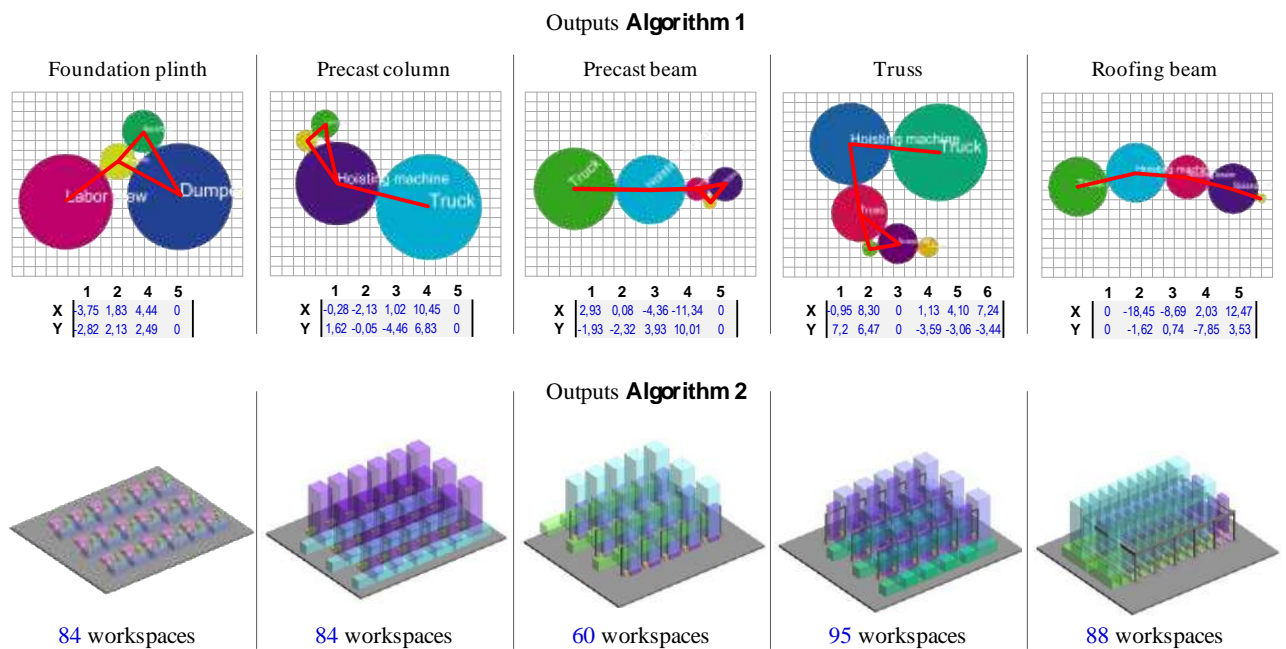 Outputs Algorithm 1
Foundation plinth
Precast column
Precast beam
Truss
Roofing beam
Labor
Dumpe
Hoisting machine
Truck
Truck
Hoisting machine
Truck
1 2 4 5
X -3,75 1,83 4,44 0
Y -2,82 2,13 2,49 0
1 2 3 4 5
X -0,28 -2,13 1,02 10,45 0
Y 1,62 -0,05 -4,46 6,83 0
1 2 3 4 5
X 2,93 0,08 -4,36 -11,34 0
Y -1,93 -2,32 3,93 10,01 0
1 2 3 4 5 6
X -0,95 8,30 0 1,13 4,10 7,24
Y 7,2 6,47 0 -3,59 -3,06 -3,44
1 2 3 4 5
X 0 -18,45 -8,69 2,03 12,47
Y 0 -1,62 0,74 -7,85 3,53
Outputs Algorithm 2
84 workspaces
84 workspaces
60 workspaces
95 workspaces
88 workspaces